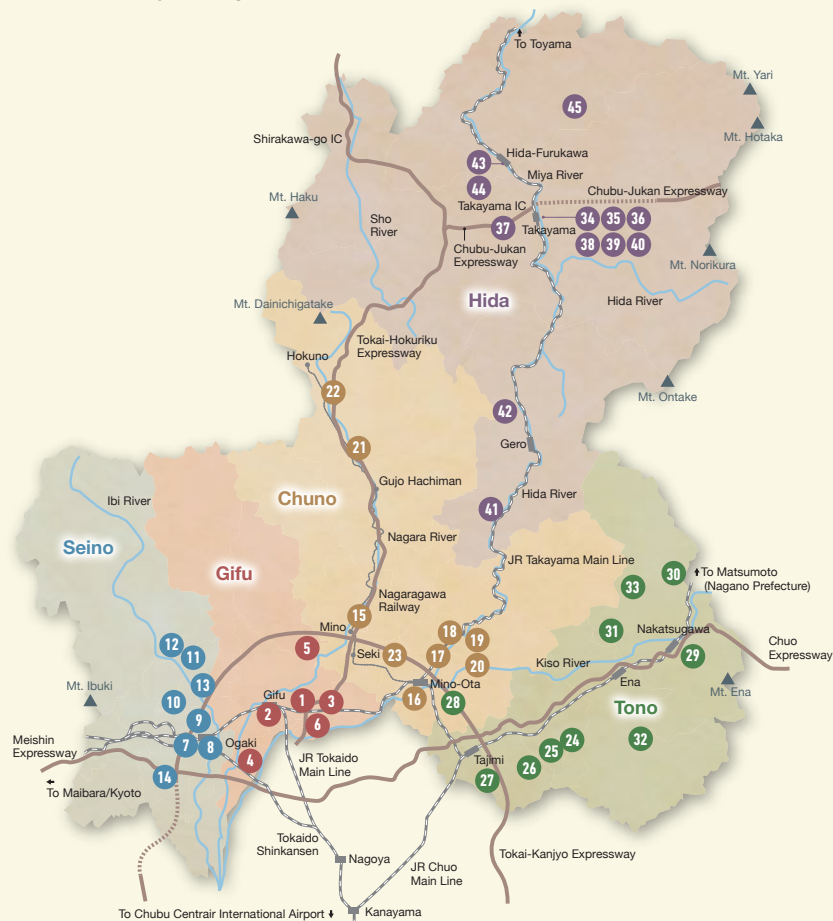 To Toyama
Mt. Yari
45
Mt. Hotaka
Shirakawa-go IC
Hida-Furukawa
43
Miya River
44
Chubu-Jukan Expressway
Takayama IC
Mt. Haku
Sho
River
37
Takayama
34 35 36
38 39 40
Chubu-Jukan
Expressway
Mt. Norikura
Hida
Hida River
Mt. Dainichigatake
Tokai-Hokuriku
Expressway
Hokuno
Mt. Ontake
22
42
21
Gero
Gujo Hachiman
Chuno
Ibi River
Hida River
41
Nagara River
Seino
Gifu
JR Takayama Main Line
To Matsumoto
(Nagano Prefecture)
30
33
Nagaragawa
Railway
15
Mino
18
19
31
Nakatsugawa
12
11
5
Seki
23
17
20
Kiso River
29
Chuo
Expressway
13
Mt. Ibuki
10
Gifu
1
3
2
6
Mino-Ota
16
28
Ena
Mt. Ena
Tono
9
7
8
Ogaki
4
Meishin
Expressway
JR Tokaido
Main Line
Tajimi
24
25
26
27
32
14
To Maibara/Kyoto
Tokaido
Shinkansen
Nagoya
JR Chuo
Main Line
Tokai-Kanjyo Expressway
To Chubu Centrair International Airport
Kanayama